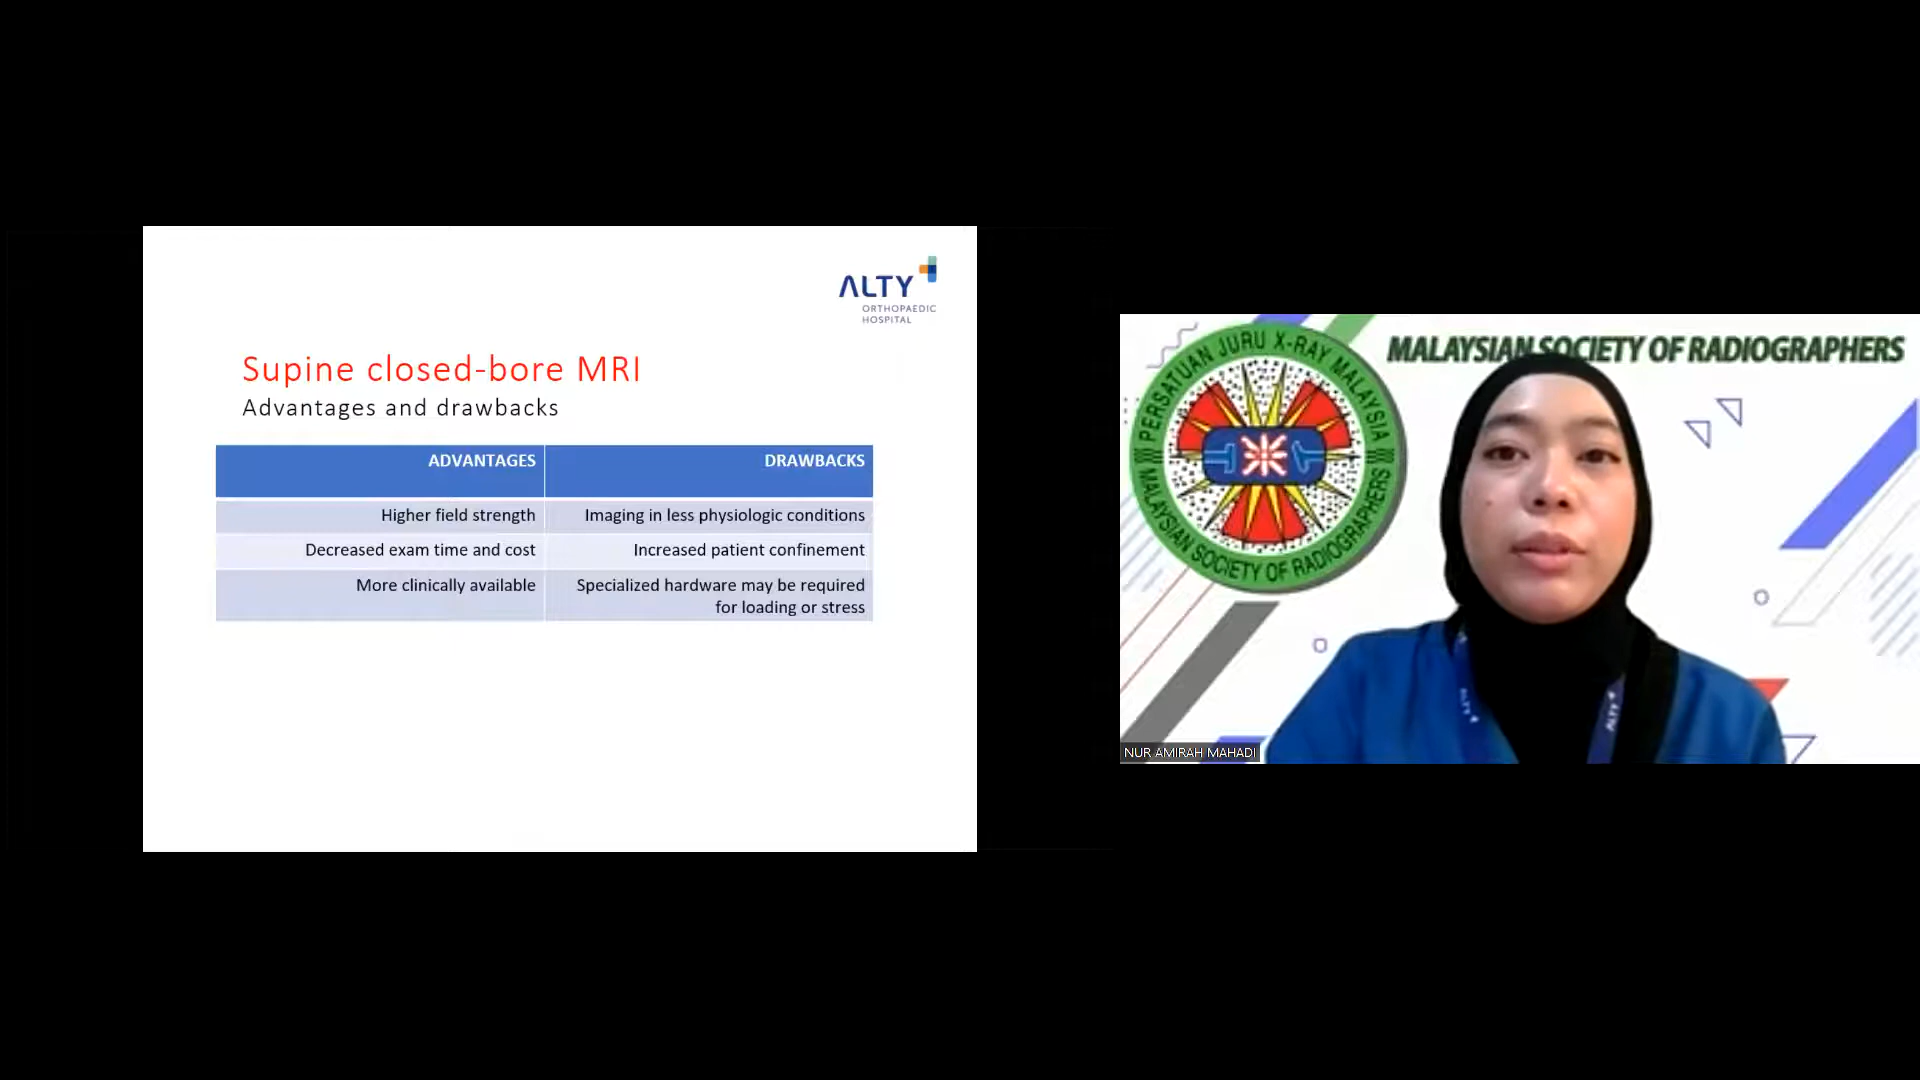 ALTY
ORTHOPAEDIC
HOSPITAL
Supine closed-bore MRI
Advantages and drawbacks
ADVANTAGES DRAWBACKS
Higher field strength Imaging in less physiologic conditions
Decreased exam time and cost Increased patient confinement
More clinically available Specialized hardware may be required
for loading or stress
MALAYSIAN SOCIETY OF RADIOGRAPHERS
PERSATUAN JURU X-RAY MALAYSIA
MALAYSIAN SOCIETY OF RADIOGRAPHERS
ALTY
ALTY
NUR AMIRAH MAHADI